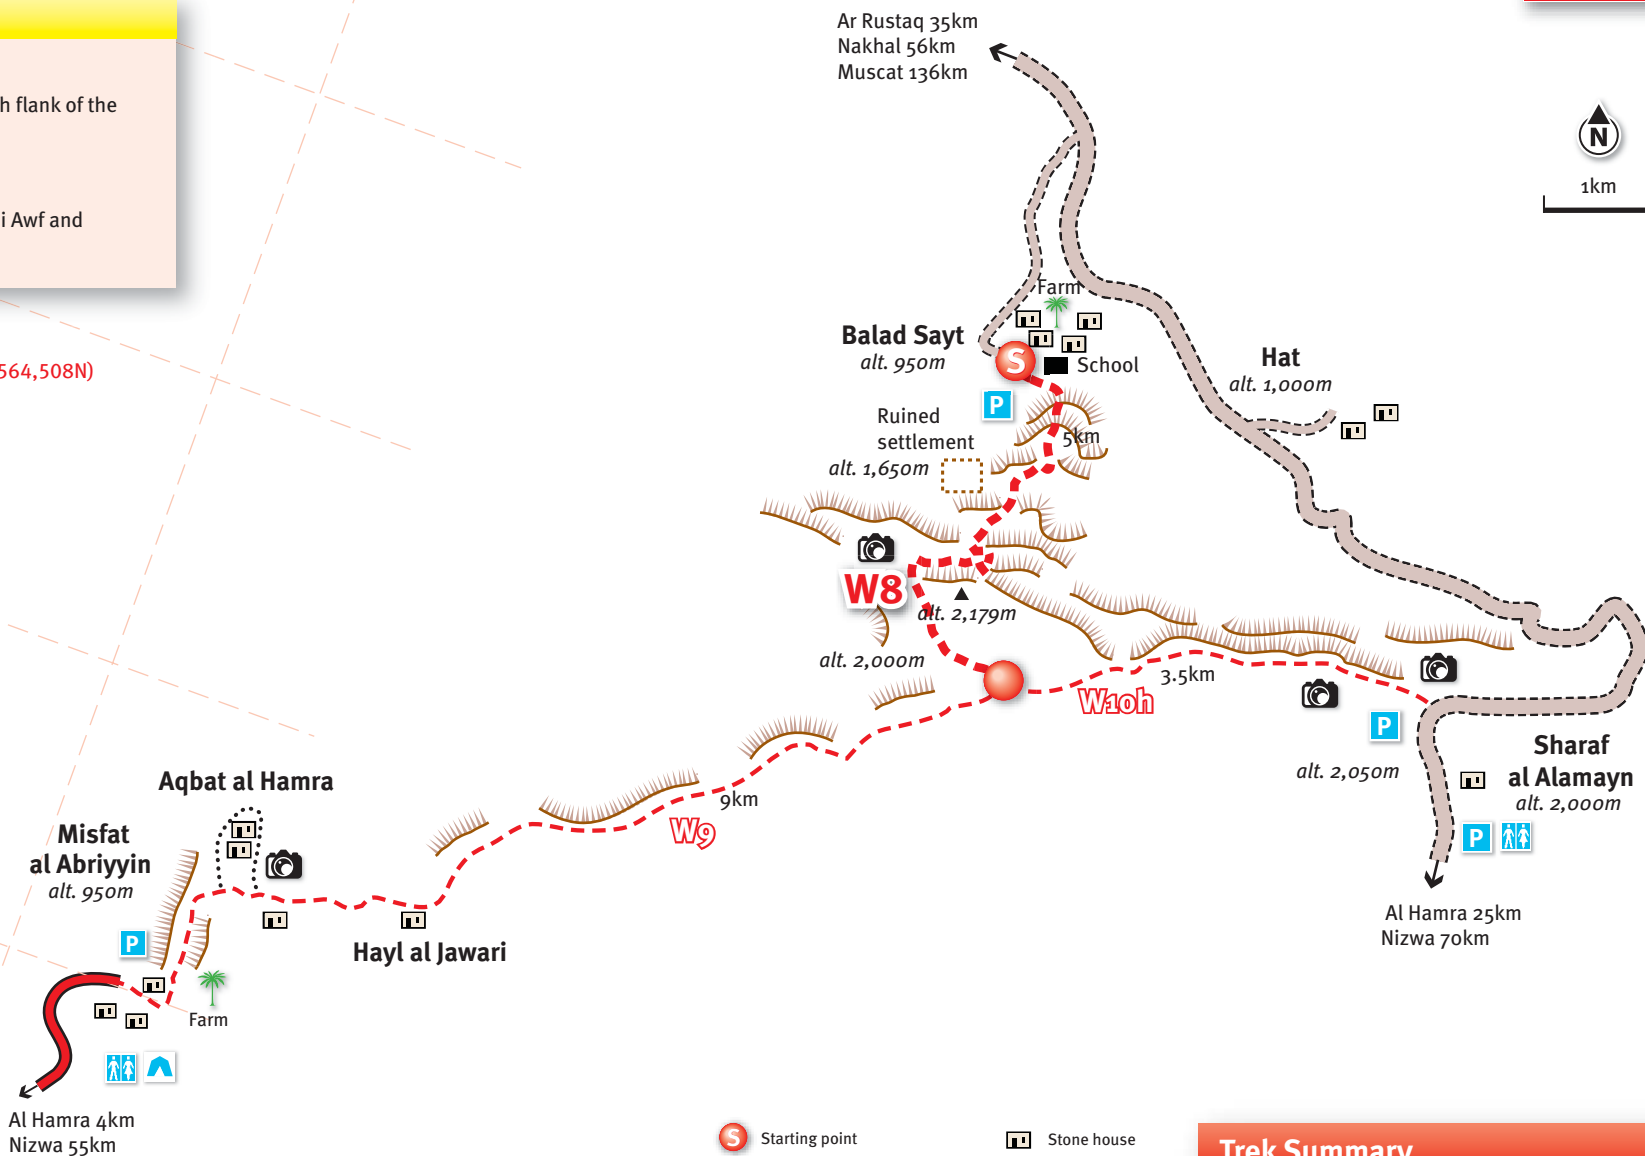 h flank of the
i Awf and
564,508N)
Ar Rustaq 35km
Nakhal 56km
Muscat 136km
N
1km
Farm
Balad Sayt
alt. 950m
S
School
P
Hat
alt. 1,000m
Ruined
settlement
alt. 1,650m
5km
W8
alt. 2,179m
alt. 2,000m
W10h
3.5km
P
alt. 2,050m
Sharaf
al Alamayn
alt. 2,000m
P
Al Hamra 25km
Nizwa 70km
9km
W9
Aqbat al Hamra
Misfat
al Abriyyin
alt. 950m
P
Hayl al Jawari
Farm
Al Hamra 4km
Nizwa 55km
S Starting point
Stone house
Trek Summary